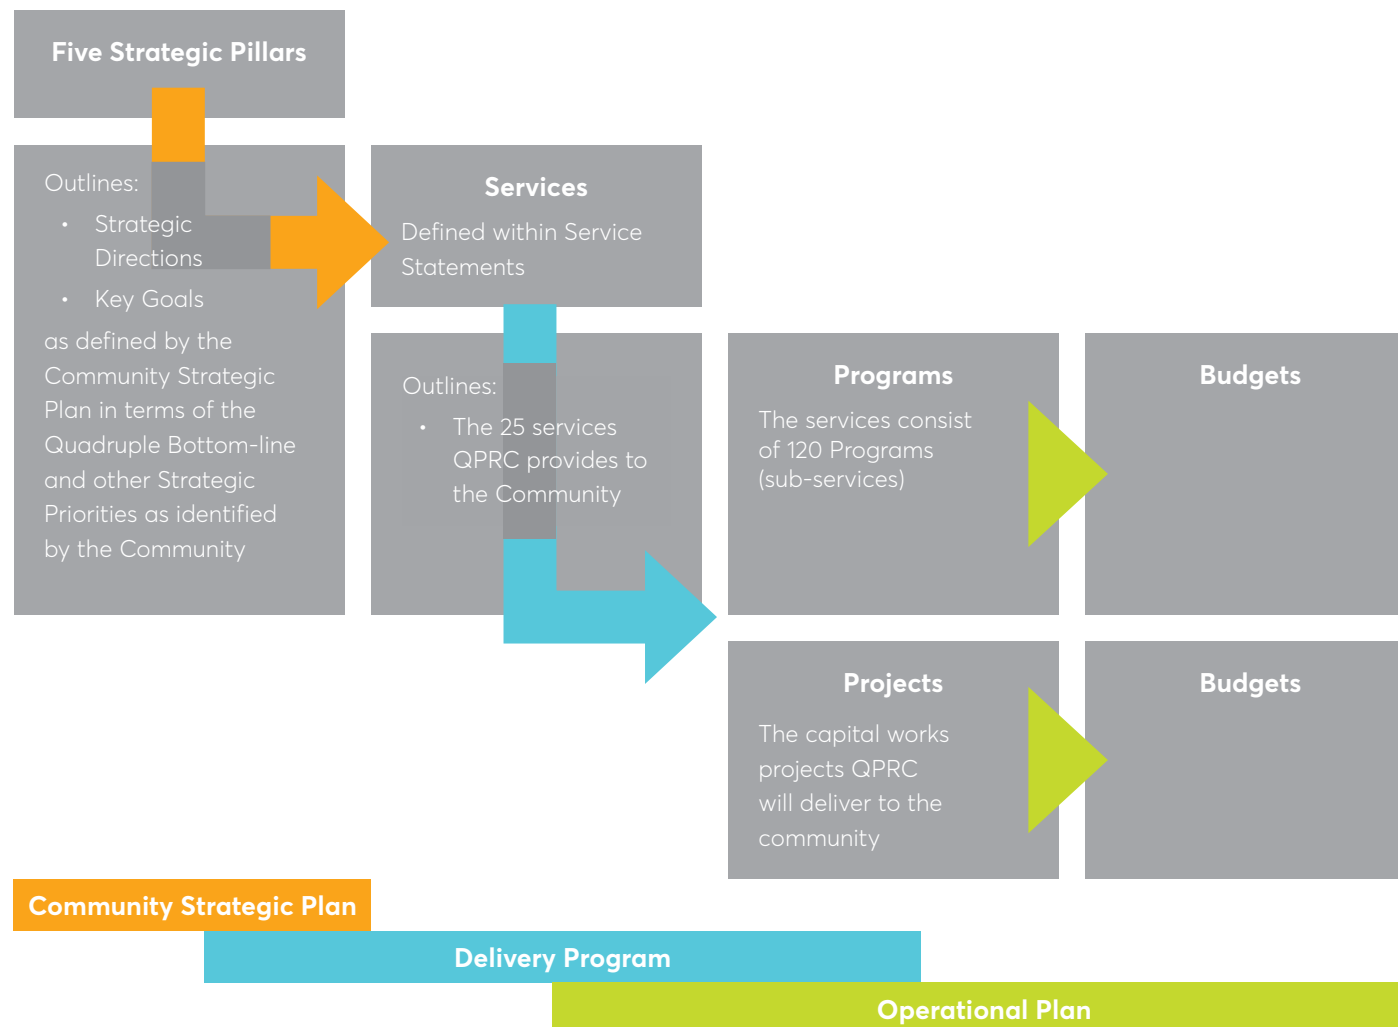 Five Strategic Pillars
Outlines:
• Strategic
Directions
• Key Goals
as defined by the
Community Strategic
Plan in terms of the
Quadruple Bottom-line
and other Strategic
Priorities as identified
by the Community
Services
Defined within Service
Statements
Outlines:
• The 25 services
QPRC provides to
the Community
Programs
The services consist
of 120 Programs
(sub-services)
Budgets
Projects
The capital works
projects QPRC
will deliver to the
community
Budgets
Community Strategic Plan
Delivery Program
Operational Plan